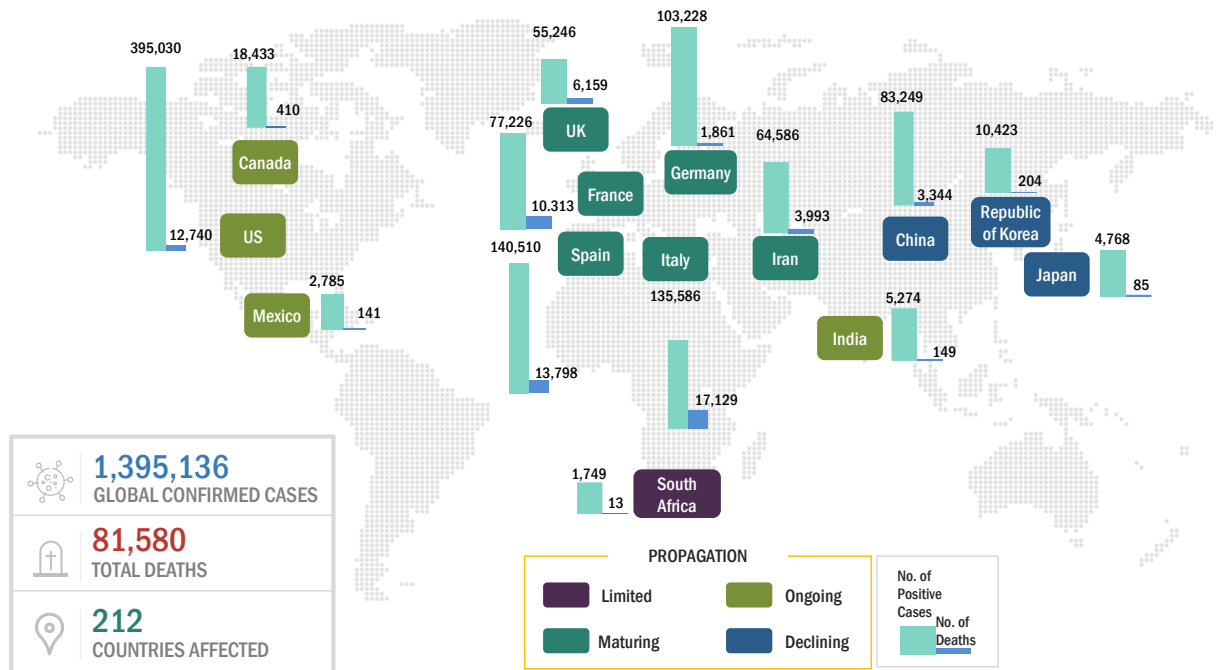 103,228
55,246
395,030
18,433
6,159
83,249
410
77,226
UK
1,861
64,586
10,423
Canada
Germany
France
3,344
204
10.313
3,993
Republic
of Korea
12,740
US
China
140,510
Spain
Italy
Iran
4,768
Japan
85
2,785
135,586
Mexico
141
5,274
India
149
13,798
17,129
1,749
13
South
Africa
1,395,136
GLOBAL CONFIRMED CASES
81,580
TOTAL DEATHS
212
COUNTRIES AFFECTED
PROPAGATION
Limited
Ongoing
Maturing
Declining
No. of
Positive
Cases
No. of
Deaths